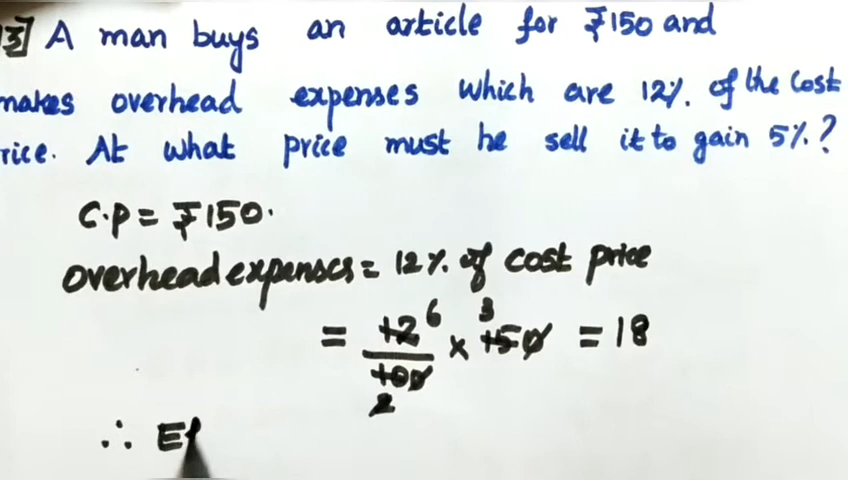 3] A man buys an article for ₹150 and
makes overhead expenses which are 12%. of the cost
rice. At what price must he sell it to gain 5%.?
C.P = ₹150.
overhead expenses = 12%. of cost price
= 12/100 6 2 × 150 3 = 18
∴ Ef